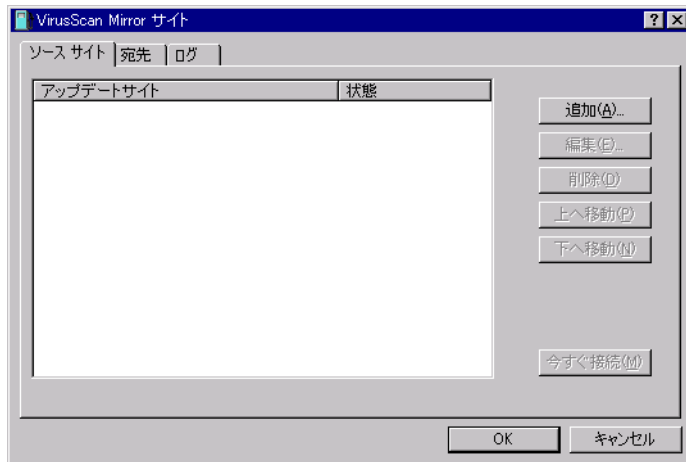 VirusScan Mirror サイト
ソース サイト 宛先 ログ
アップデートサイト 状態
追加(A)...
編集(E)...
削除(D)
上へ移動(P)
下へ移動(N)
今すぐ接続(M)
OK キャンセル